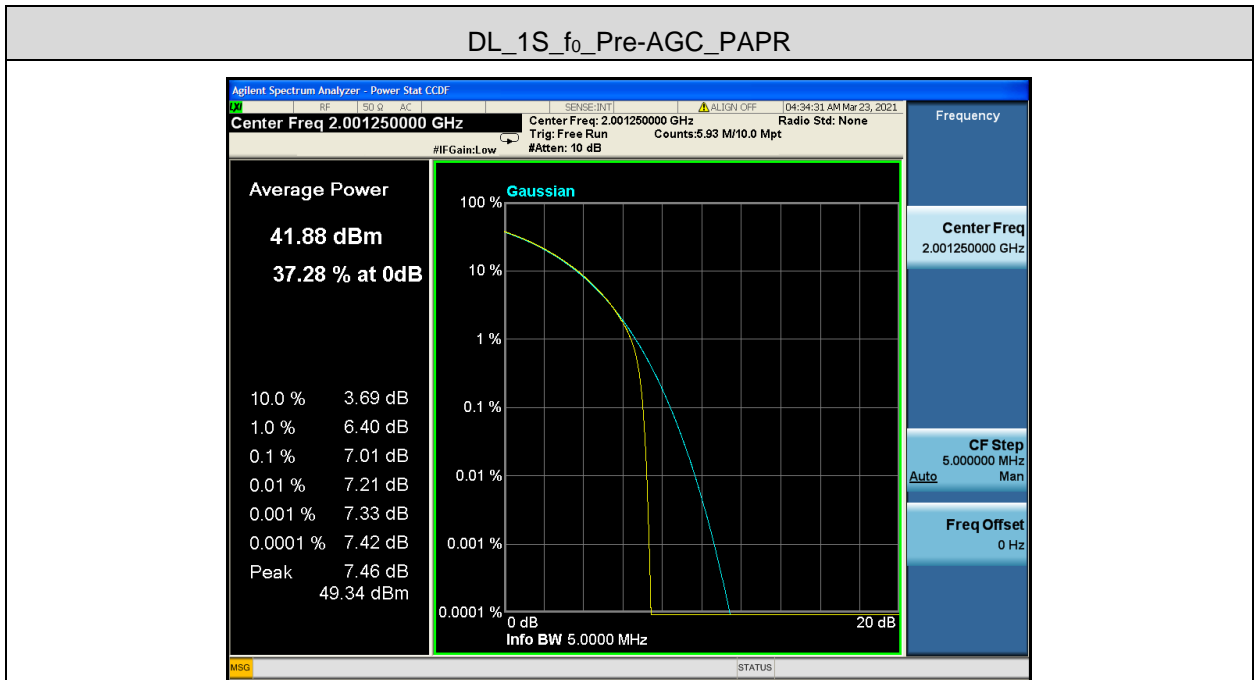 DL_1S_f0_Pre-AGC_PAPR
Agilent Spectrum Analyzer - Power Stat CCDF
LXI RF 50 Ω AC SENSE:INT ALIGN OFF 04:34:31 AM Mar 23, 2021
Center Freq 2.001250000 GHz
Center Freq: 2.001250000 GHz Radio Std: None
Trig: Free Run Counts:5.93 M/10.0 Mpt
#IFGain:Low #Atten: 10 dB
Frequency
Average Power
41.88 dBm
37.28 % at 0dB
10.0 % 3.69 dB
1.0 % 6.40 dB
0.1 % 7.01 dB
0.01 % 7.21 dB
0.001 % 7.33 dB
0.0001 % 7.42 dB
Peak 7.46 dB
49.34 dBm
Gaussian
100 %
10 %
1 %
0.1 %
0.01 %
0.001 %
0.0001 %
0 dB 20 dB
Info BW 5.0000 MHz
Center Freq
2.001250000 GHz
CF Step
5.000000 MHz
Auto Man
Freq Offset
0 Hz
MSG STATUS